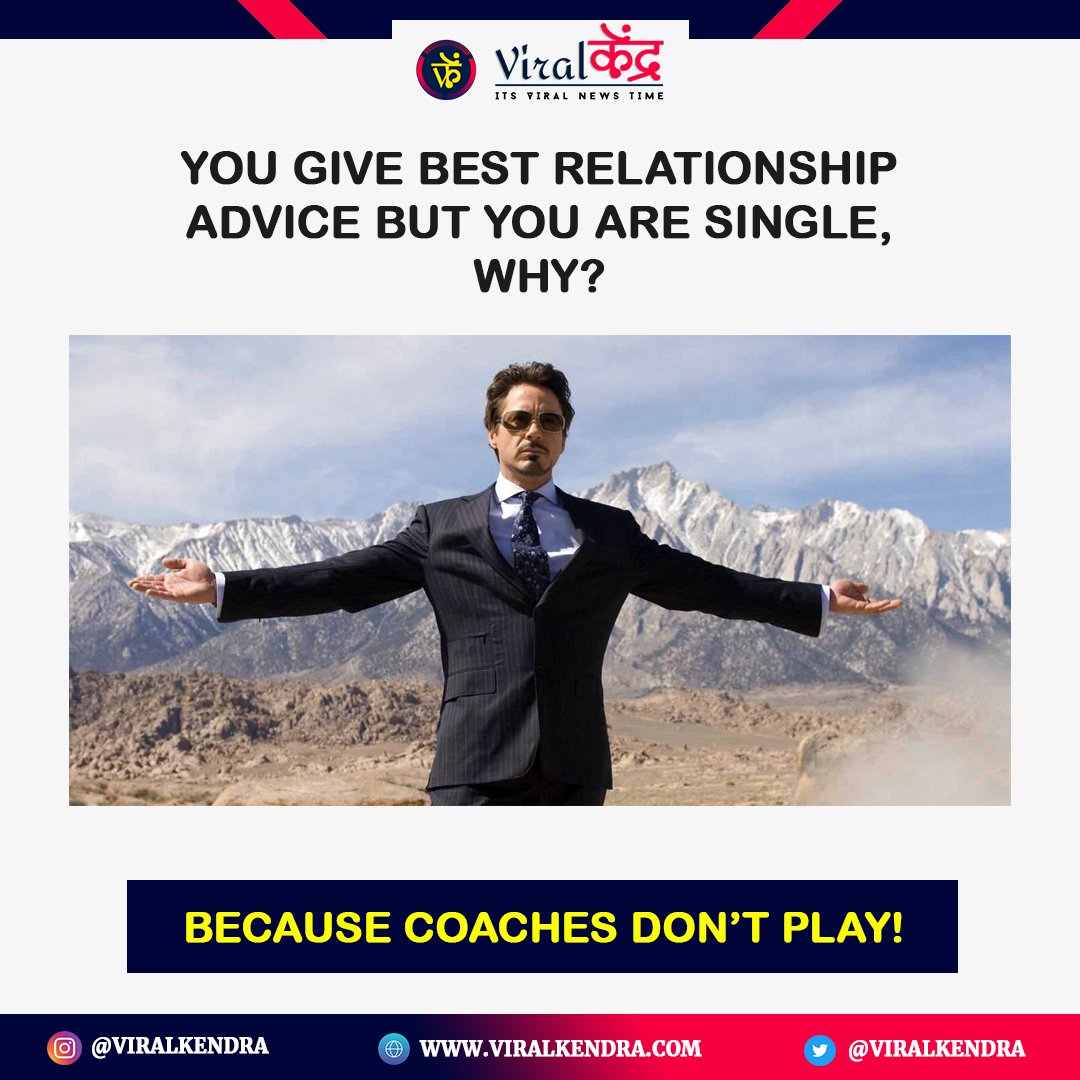 Viralकेंद्र
ITS VIRAL NEWS TIME
YOU GIVE BEST RELATIONSHIP
ADVICE BUT YOU ARE SINGLE,
WHY?
BECAUSE COACHES DON’T PLAY!
@VIRALKENDRA WWW.VIRALKENDRA.COM @VIRALKENDRA